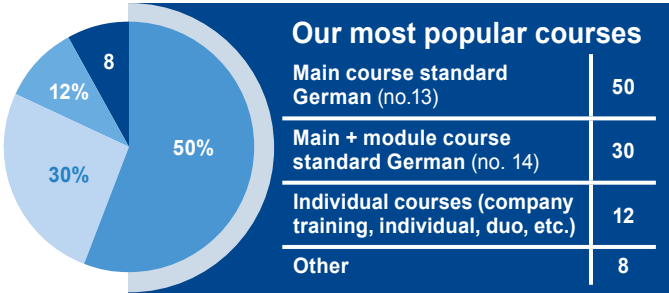 8
12%
50%
30%
Our most popular courses
Main course standard
German (no.13)
50
Main + module course
standard German (no. 14)
30
Individual courses (company
training, individual, duo, etc.)
12
Other
8